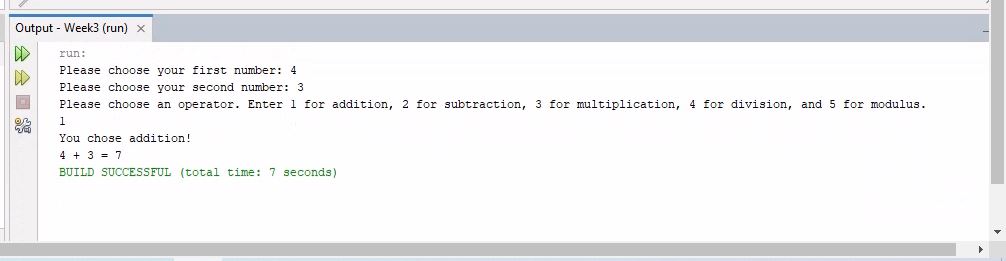 Output - Week3 (run) ×
run:
Please choose your first number: 4
Please choose your second number: 3
Please choose an operator. Enter 1 for addition, 2 for subtraction, 3 for multiplication, 4 for division, and 5 for modulus.
1
You chose addition!
4 + 3 = 7
BUILD SUCCESSFUL (total time: 7 seconds)